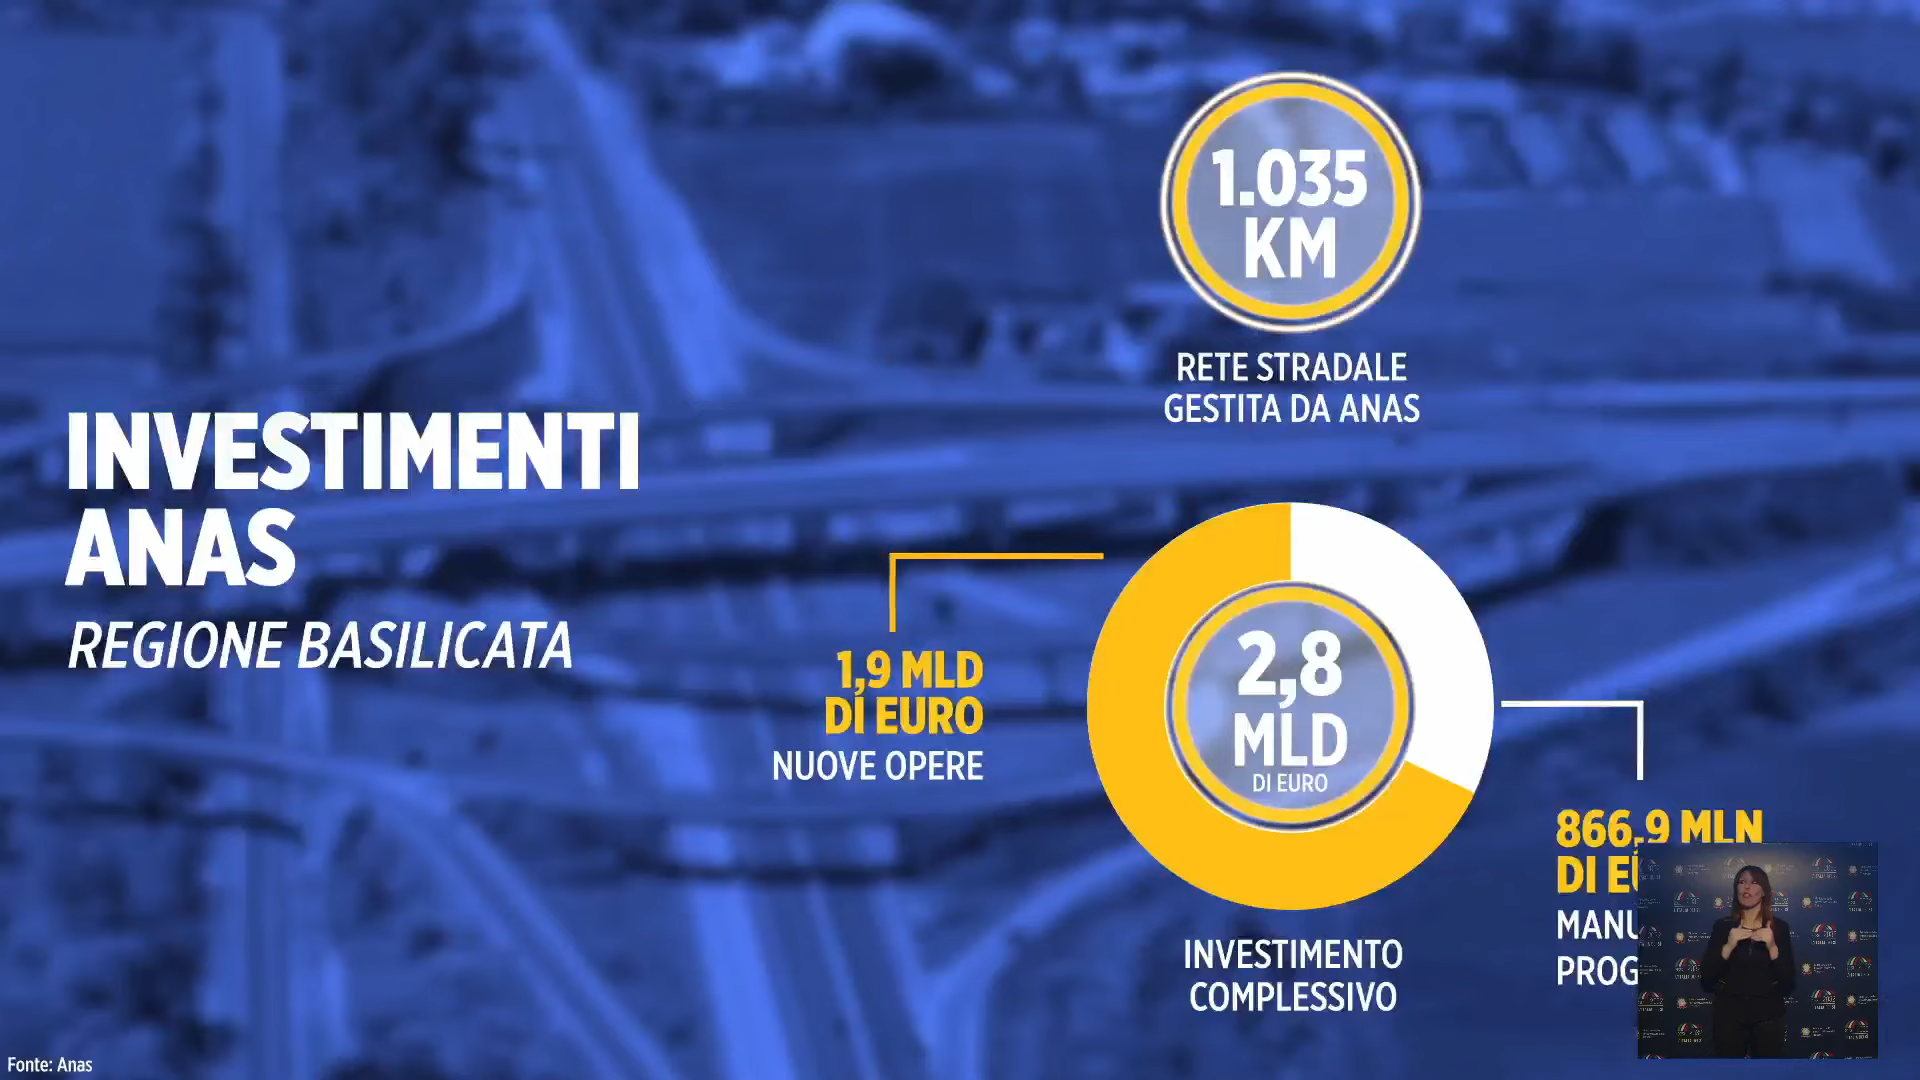 INVESTIMENTI
ANAS
REGIONE BASILICATA
1.035
KM
RETE STRADALE
GESTITA DA ANAS
1,9 MLD
DI EURO
NUOVE OPERE
2,8
MLD
DI EURO
INVESTIMENTO
COMPLESSIVO
866,9 MLN
DI
Fonte: Anas